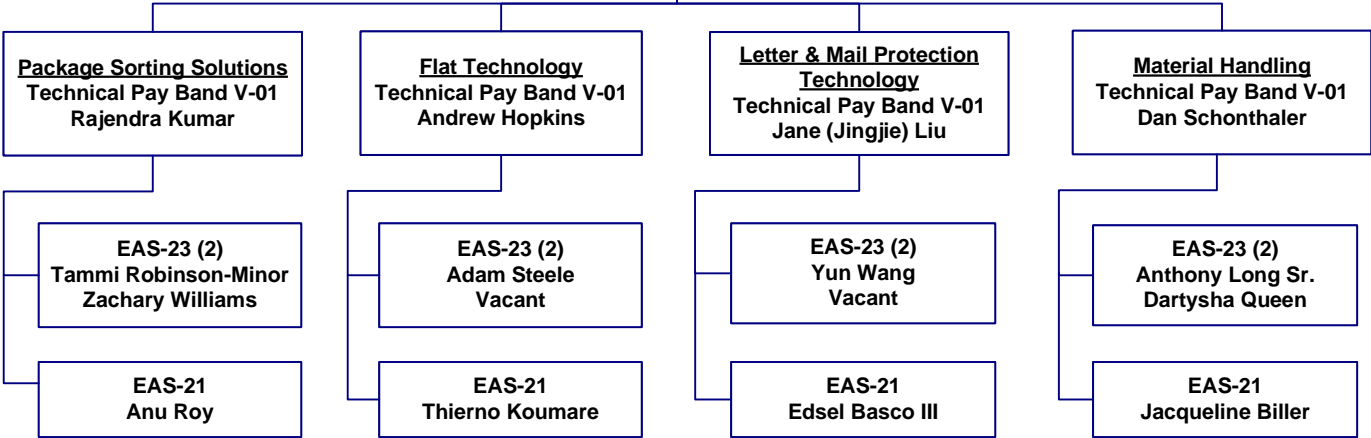 Package Sorting Solutions
Technical Pay Band V-01
Rajendra Kumar
Flat Technology
Technical Pay Band V-01
Andrew Hopkins
Letter & Mail Protection
Technology
Technical Pay Band V-01
Jane (Jingjie) Liu
Material Handling
Technical Pay Band V-01
Dan Schonthaler
EAS-23 (2)
Tammi Robinson-Minor
Zachary Williams
EAS-23 (2)
Adam Steele
Vacant
EAS-23 (2)
Yun Wang
Vacant
EAS-23 (2)
Anthony Long Sr.
Dartysha Queen
EAS-21
Anu Roy
EAS-21
Thierno Koumare
EAS-21
Edsel Basco III
EAS-21
Jacqueline Biller